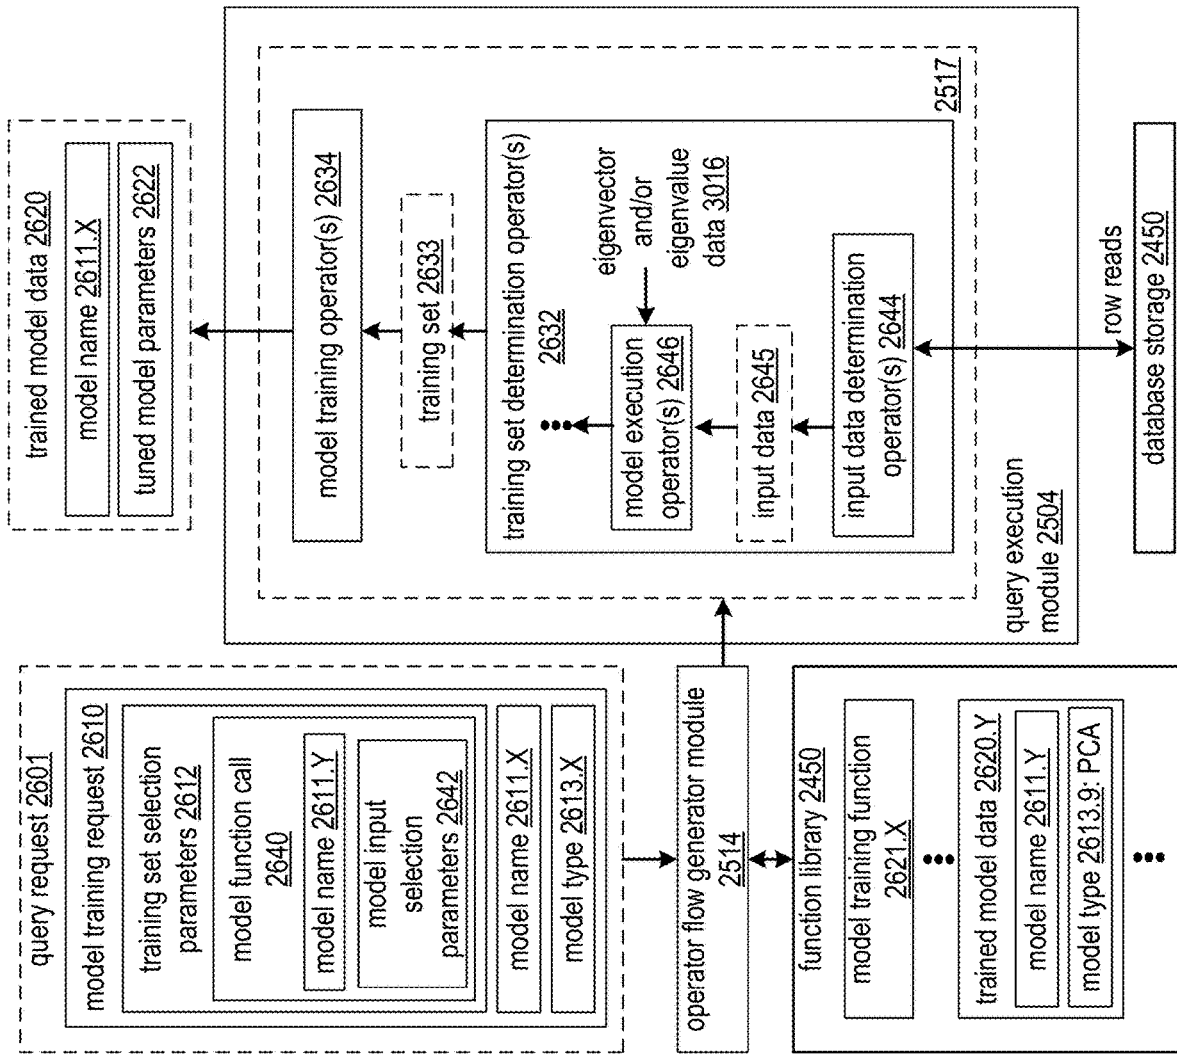 query request 2601
model training request 2610
training set selection
parameters 2612
model function call
2640
model name 2611.Y
model input
selection
parameters 2642
model name 2611.X
model type 2613.X
operator flow generator module
2514
function library 2450
model training function
2621.X
•••
trained model data 2620.Y
model name 2611.Y
model type 2613.9: PCA
•••
trained model data 2620
model name 2611.X
tuned model parameters 2622
model training operator(s) 2634
training set 2633
2517
training set determination operator(s)
2632
•••
model execution
operator(s) 2646
eigenvector
and/or
eigenvalue
data 3016
input data 2645
input data determination
operator(s) 2644
query execution
module 2504
row reads
database storage 2450